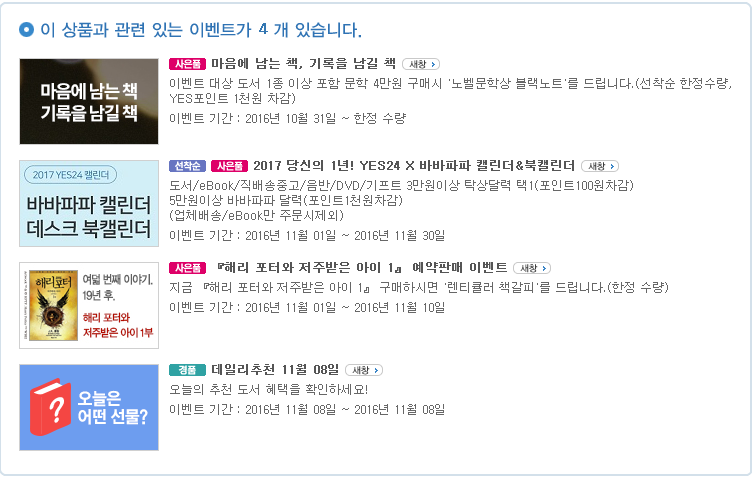 이 상품과 관련 있는 이벤트가 4 개 있습니다.
마음에 남는 책
기록을 남길 책
사은품 마음에 남는 책, 기록을 남길 책 새창
이벤트 대상 도서 1종 이상 포함 문학 4만원 구매시 '노벨문학상 블랙노트'를 드립니다.(선착순 한정수량,
YES포인트 1천원 차감)
이벤트 기간 : 2016년 10월 31일 ~ 한정 수량
2017 YES24 캘린더
바바파파 캘린더
데스크 북캘린더
선착순 사은품 2017 당신의 1년! YES24 X 바바파파 캘린더&북캘린더 새창
도서/eBook/직배송중고/음반/DVD/기프트 3만원이상 탁상달력 택1(포인트100원차감)
5만원이상 바바파파 달력(포인트1천원차감)
(업체배송/eBook만 주문시제외)
이벤트 기간 : 2016년 11월 01일 ~ 2016년 11월 30일
해리포터
여덟 번째 이야기.
19년 후.
해리 포터와
저주받은 아이 1부
사은품 『해리 포터와 저주받은 아이 1』 예약판매 이벤트 새창
지금 『해리 포터와 저주받은 아이 1』 구매하시면 '렌티큘러 책갈피'를 드립니다.(한정 수량)
이벤트 기간 : 2016년 11월 01일 ~ 2016년 11월 10일
?
오늘은
어떤 선물?
경품 데일리추천 11월 08일 새창
오늘의 추천 도서 혜택을 확인하세요!
이벤트 기간 : 2016년 11월 08일 ~ 2016년 11월 08일